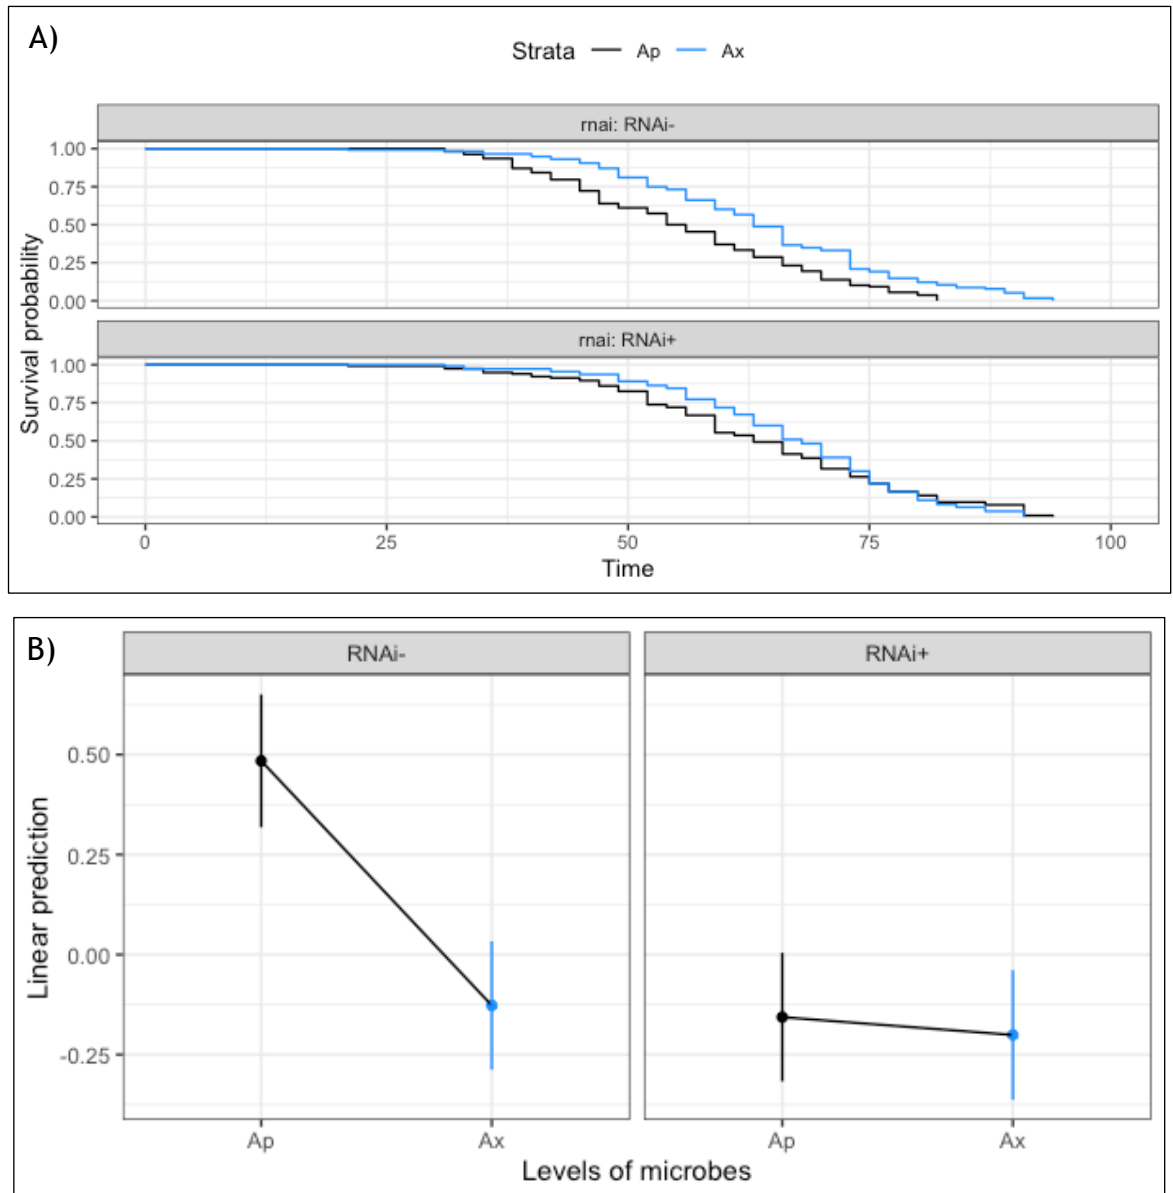 A)
Strata Ap Ax
rnai: RNAi-
1.00
0.75
0.50
0.25
0.00
rnai: RNAi+
1.00
0.75
0.50
0.25
0.00
Survival probability
0 25 50 75 100
Time
B)
RNAi- RNAi+
0.50
0.25
0.00
-0.25
Linear prediction
Ap Ax Ap Ax
Levels of microbes